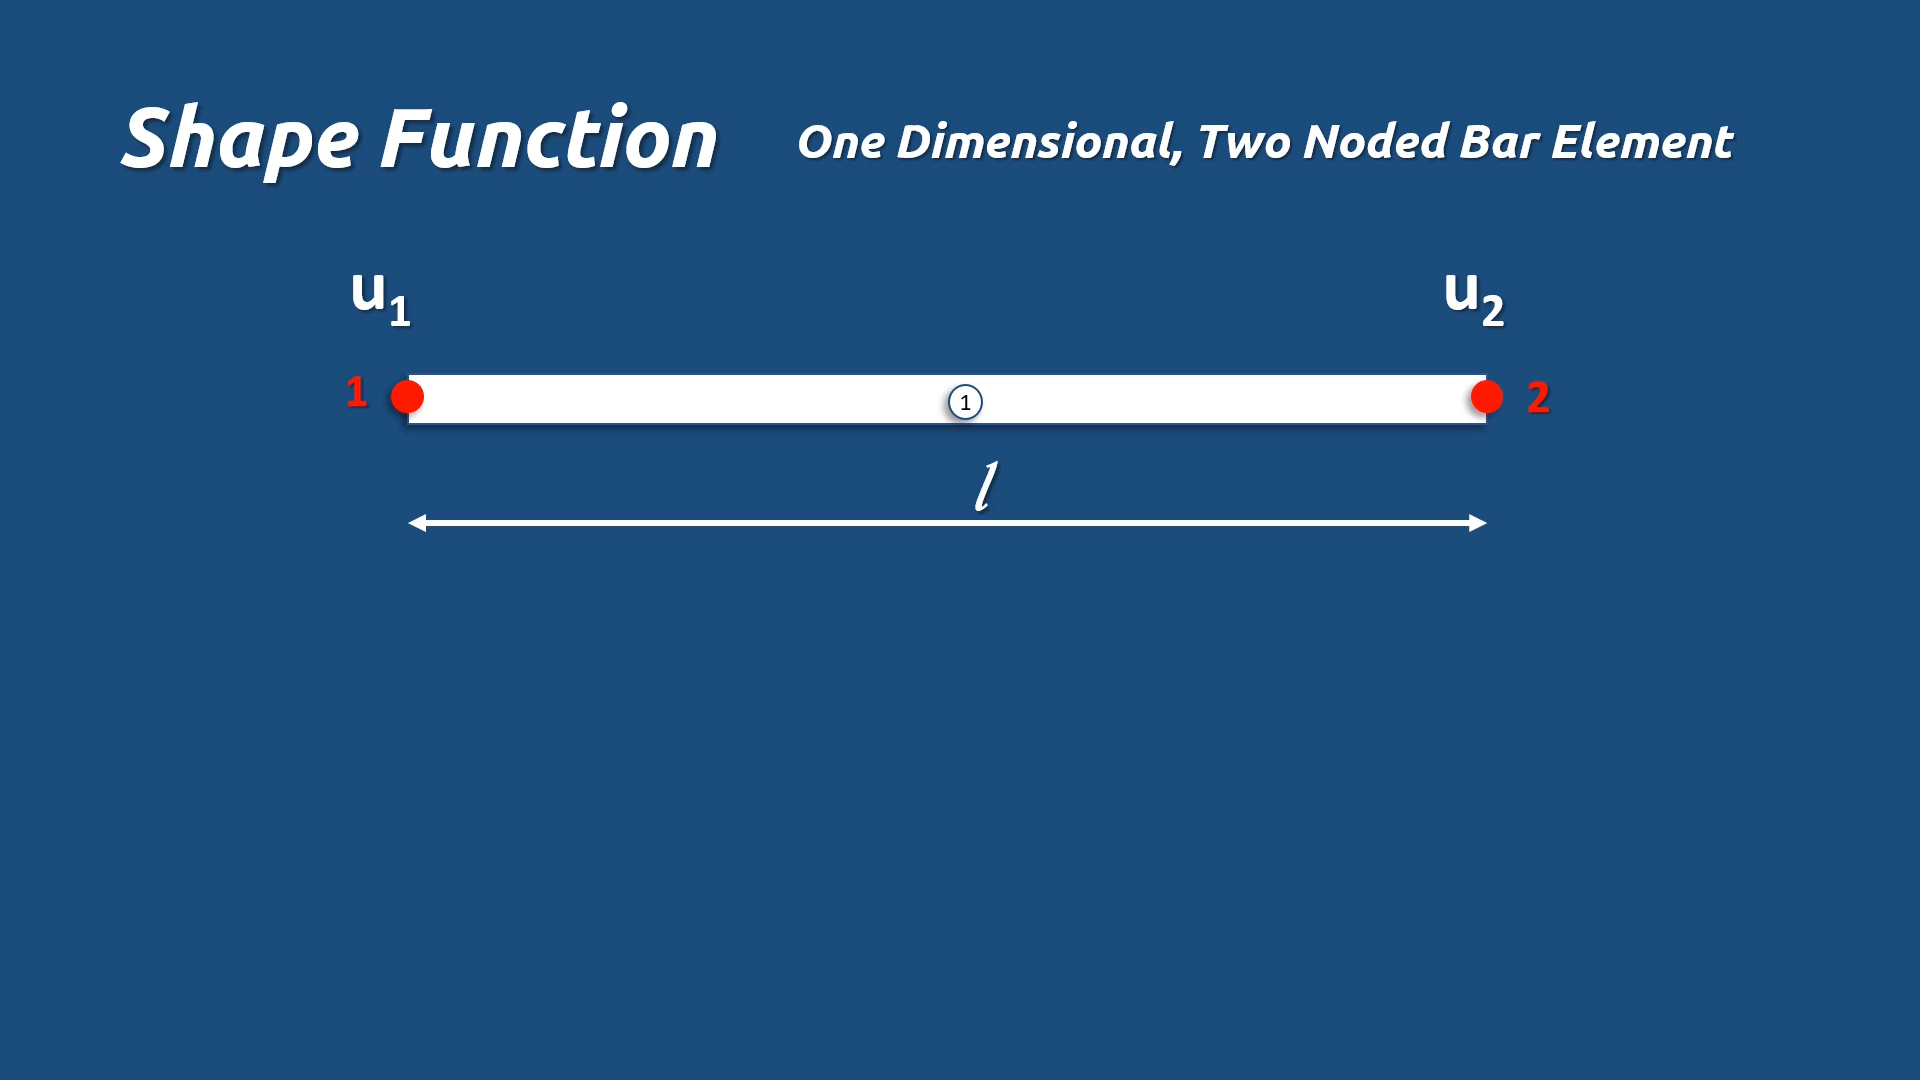 Shape Function One Dimensional, Two Noded Bar Element
u₁ u₂
1 1 2
l